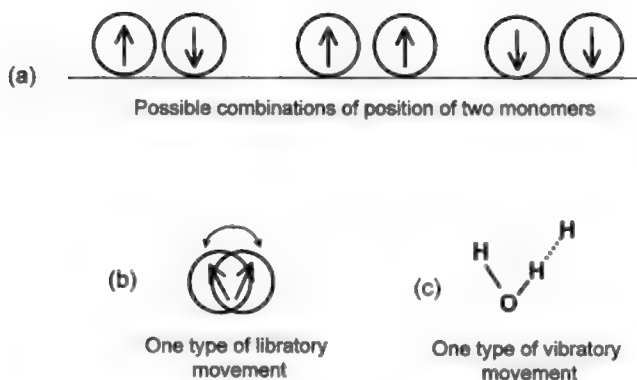 (a)
Possible combinations of position of two monomers
(b)
One type of libratory
movement
(c)
H
H
H
O
One type of vibratory
movement